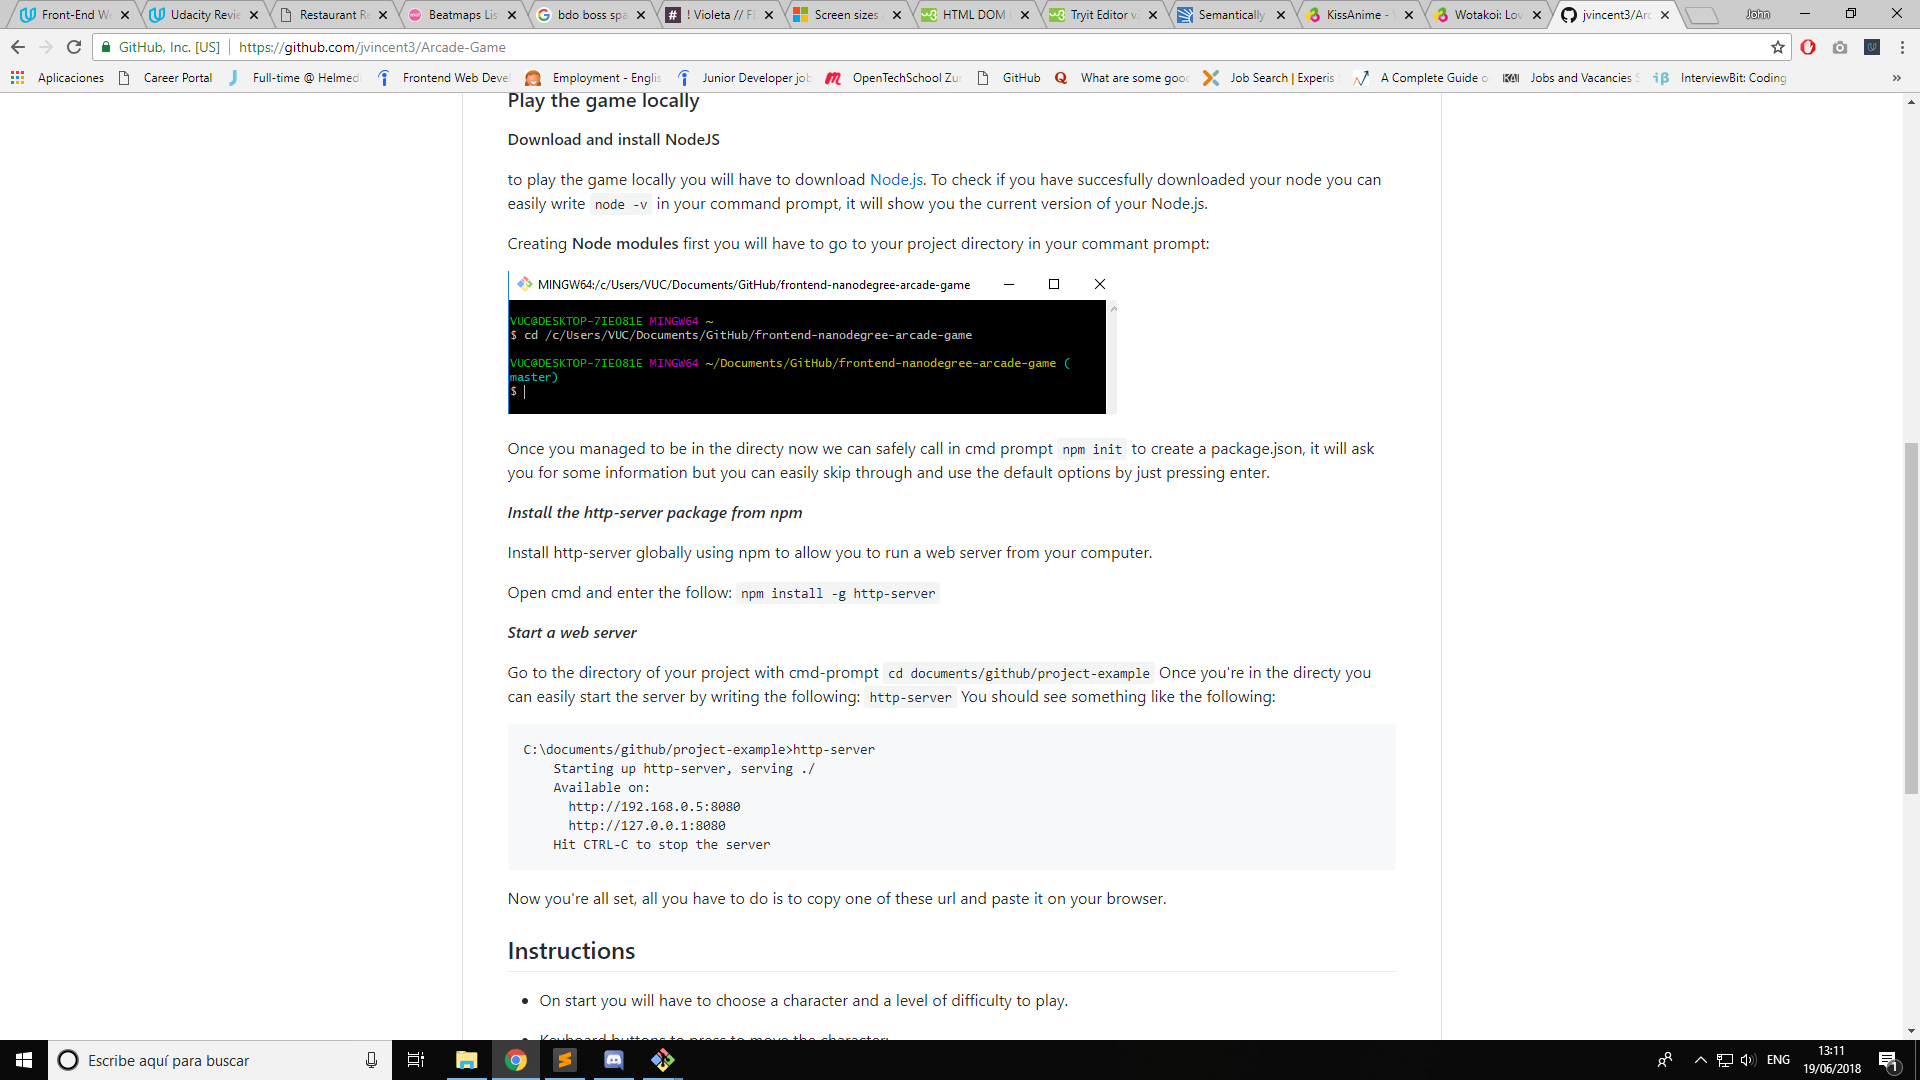 Front-End We
Udacity Revie
Restaurant Re
Beatmaps Lis
bdo boss spa
! Violeta // F
Screen sizes
HTML DOM
Tryit Editor v
Semantically
KissAnime -
Wotakoi: Lov
jvincent3/Arc
John
GitHub, Inc. [US]
https://github.com/jvincent3/Arcade-Game
Aplicaciones
Career Portal
Full-time @ Helmed
Frontend Web Deve
Employment - Englis
Junior Developer job
OpenTechSchool Zur
GitHub
What are some good
Job Search | Experis
A Complete Guide
Jobs and Vacancies
InterviewBit: Coding
»
Play the game locally
Download and install NodeJS
to play the game locally you will have to download Node.js. To check if you have succesfully downloaded your node you can
easily write node -v in your command prompt, it will show you the current version of your Node.js.
Creating Node modules first you will have to go to your project directory in your commant prompt:
MINGW64:/c/Users/VUC/Documents/GitHub/frontend-nanodegree-arcade-game
VUC@DESKTOP-7IEO81E MINGW64 ~
$ cd /c/Users/VUC/Documents/GitHub/frontend-nanodegree-arcade-game
VUC@DESKTOP-7IEO81E MINGW64 ~/Documents/GitHub/frontend-nanodegree-arcade-game (
master)
$
Once you managed to be in the directy now we can safely call in cmd prompt npm init to create a package.json, it will ask
you for some information but you can easily skip through and use the default options by just pressing enter.
Install the http-server package from npm
Install http-server globally using npm to allow you to run a web server from your computer.
Open cmd and enter the follow: npm install -g http-server
Start a web server
Go to the directory of your project with cmd-prompt cd documents/github/project-example Once you're in the directy you
can easily start the server by writing the following: http-server You should see something like the following:
C:\documents/github/project-example>http-server
Starting up http-server, serving ./
Available on:
http://192.168.0.5:8080
http://127.0.0.1:8080
Hit CTRL-C to stop the server
Now you're all set, all you have to do is to copy one of these url and paste it on your browser.
Instructions
On start you will have to choose a character and a level of difficulty to play.
Keyboard buttons to press to move the character:
Escribe aquí para buscar
ENG
13:11
19/06/2018
1